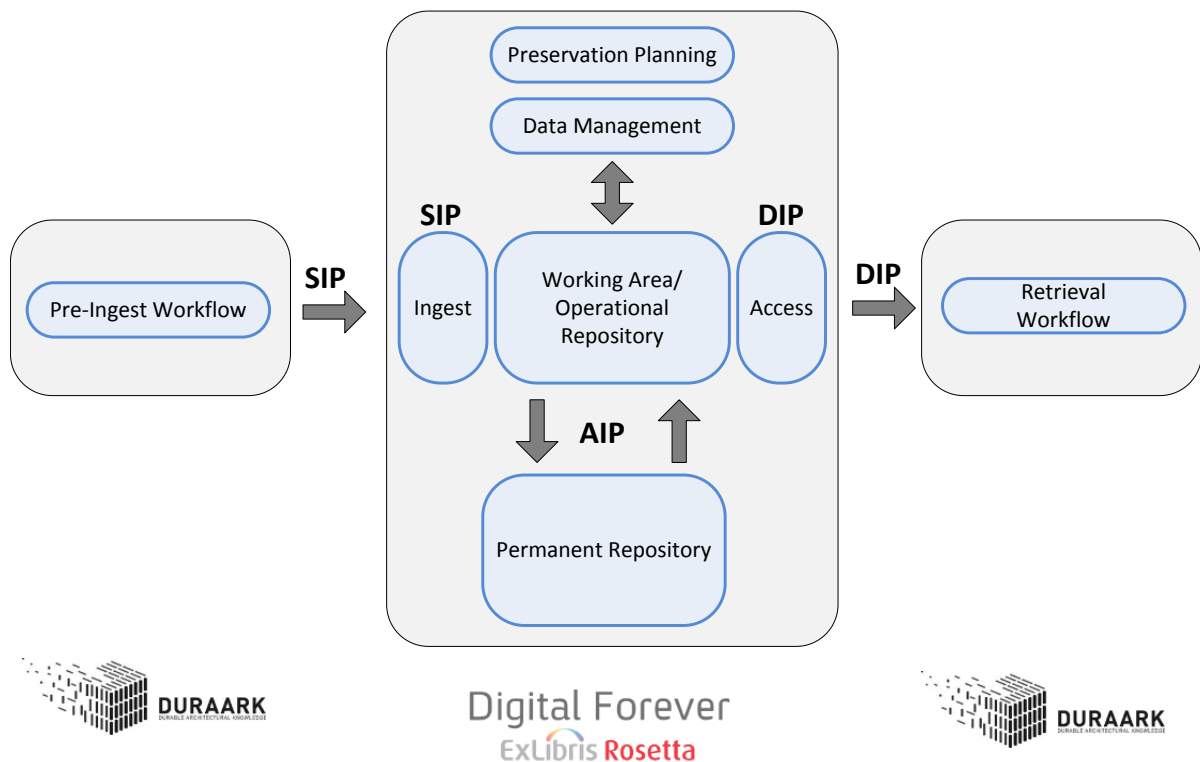 Preservation Planning
Data Management
SIP
DIP
SIP
DIP
Pre-Ingest Workflow
Ingest
Working Area/
Operational
Repository
Access
Retrieval
Workflow
AIP
Permanent Repository
DURAARK
DURABLE ARCHITECTURAL KNOWLEDGE
Digital Forever
ExLibris Rosetta
DURAARK
DURABLE ARCHITECTURAL KNOWLEDGE